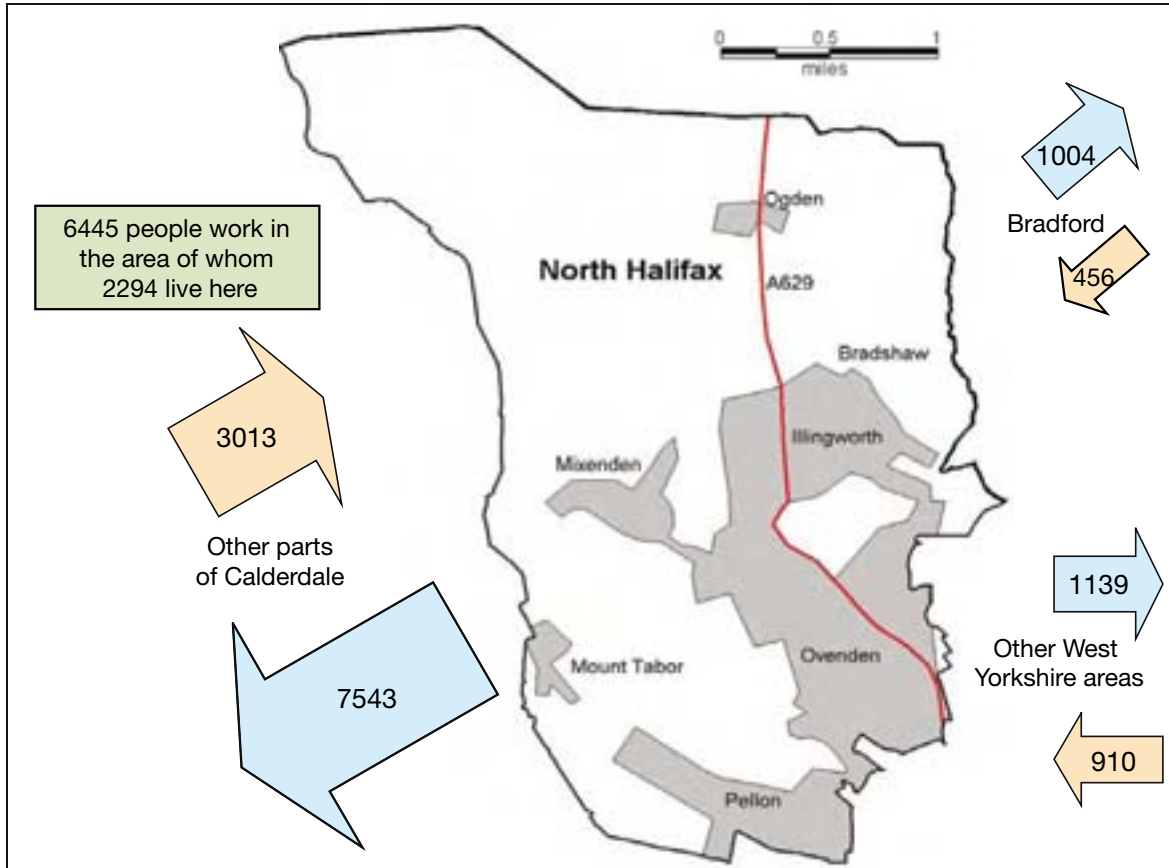 0 0.5 1
miles
1004
Bradford
456
Ogden
6445 people work in
the area of whom
2294 live here
North Halifax
A629
Bradshaw
3013
Illingworth
Mixenden
Other parts
of Calderdale
1139
Other West
Yorkshire areas
Ovenden
Mount Tabor
7543
910
Pellon